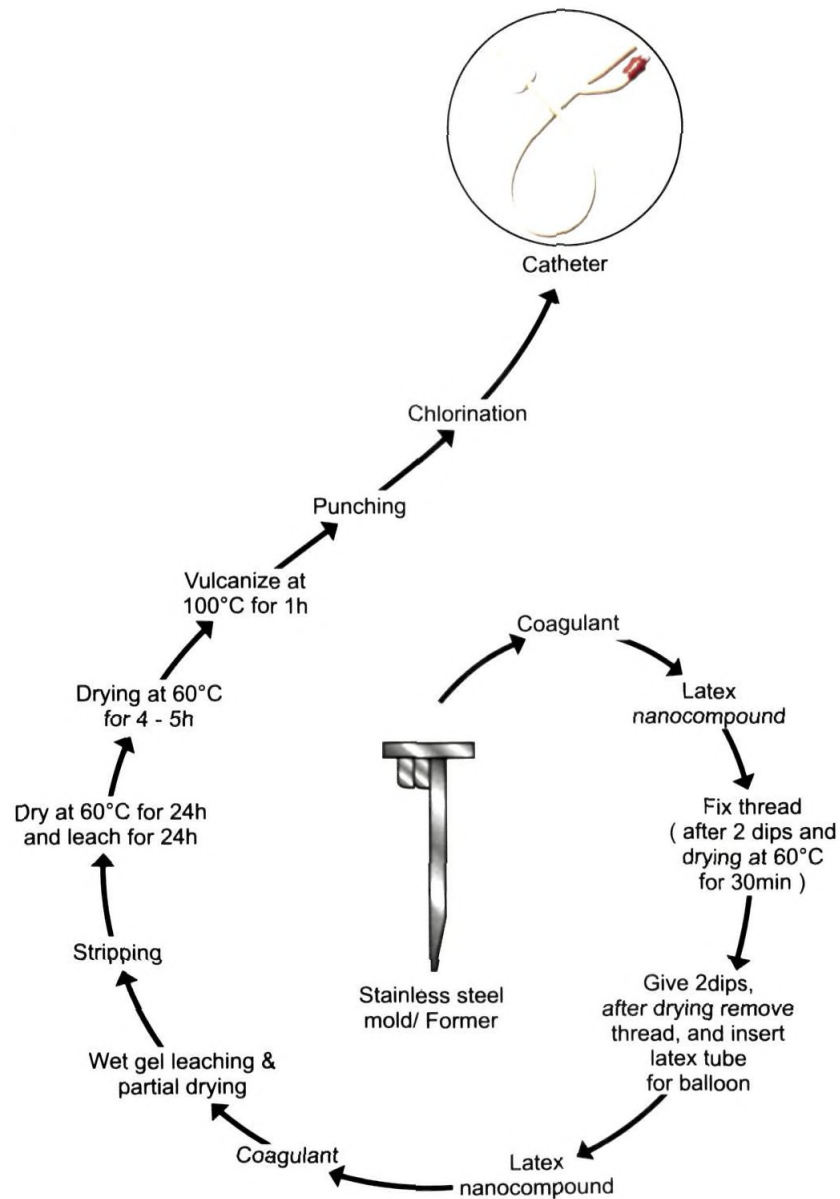 Catheter
Chlorination
Punching
Vulcanize at
100°C for 1h
Drying at 60°C
for 4 - 5h
Dry at 60°C for 24h
and leach for 24h
Stripping
Wet gel leaching &
partial drying
Coagulant
Latex
nanocompound
Give 2dips,
after drying remove
thread, and insert
latex tube
for balloon
Fix thread
( after 2 dips and
drying at 60°C
for 30min )
Latex
nanocompound
Coagulant
Stainless steel
mold/ Former